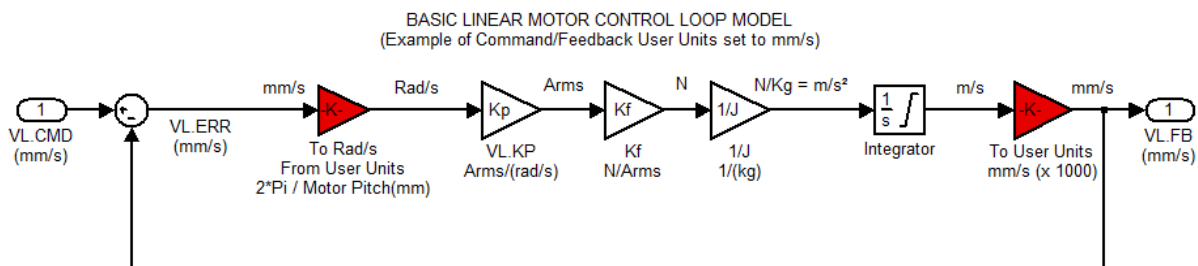 BASIC LINEAR MOTOR CONTROL LOOP MODEL
(Example of Command/Feedback User Units set to mm/s)
mm/s
Rad/s
Arms
N
N/Kg = m/s²
m/s
mm/s
1
-K-
Kp
Kf
1/J
1
s
-K-
1
VL.CMD
(mm/s)
VL.ERR
(mm/s)
To Rad/s
From User Units
2*Pi / Motor Pitch(mm)
VL.KP
Arms/(rad/s)
Kf
N/Arms
1/J
1/(kg)
Integrator
To User Units
mm/s (x 1000)
VL.FB
(mm/s)